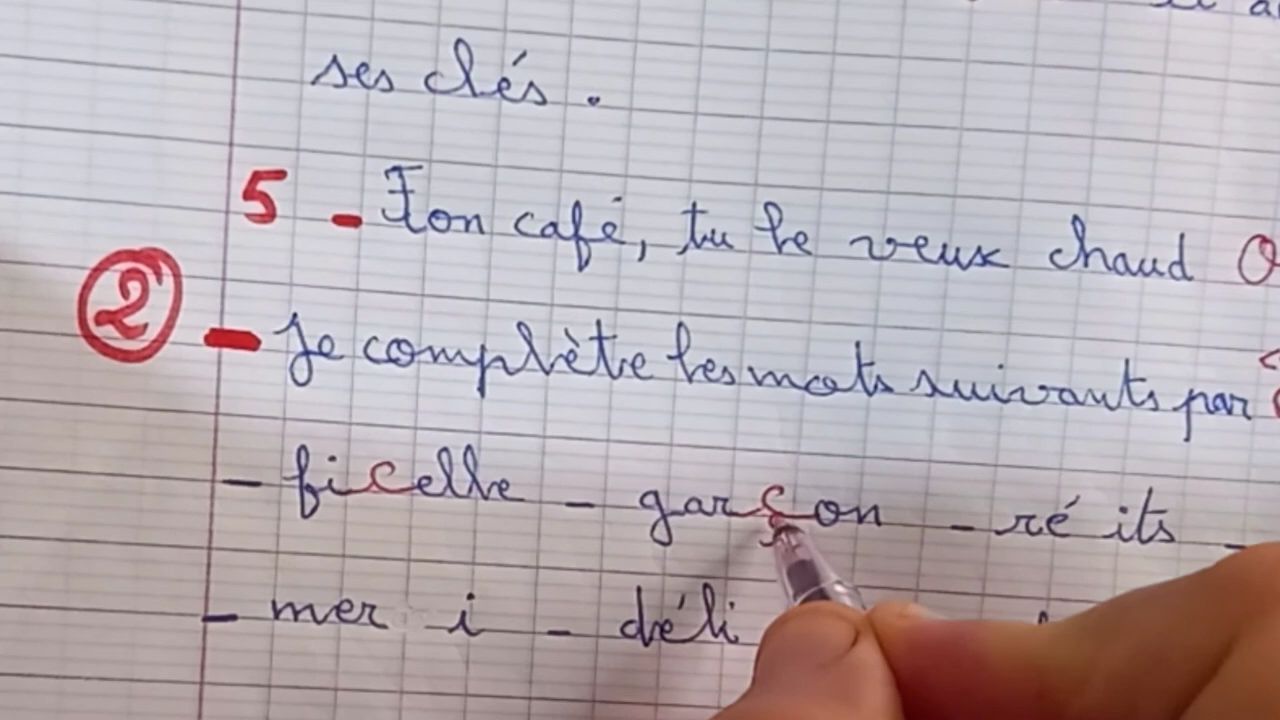 ses clés.
5 - Ton café, tu le veux chaud
2 - Je complète les mots suivants par
- ficelle - garçon - ré its -
- mer i - déli